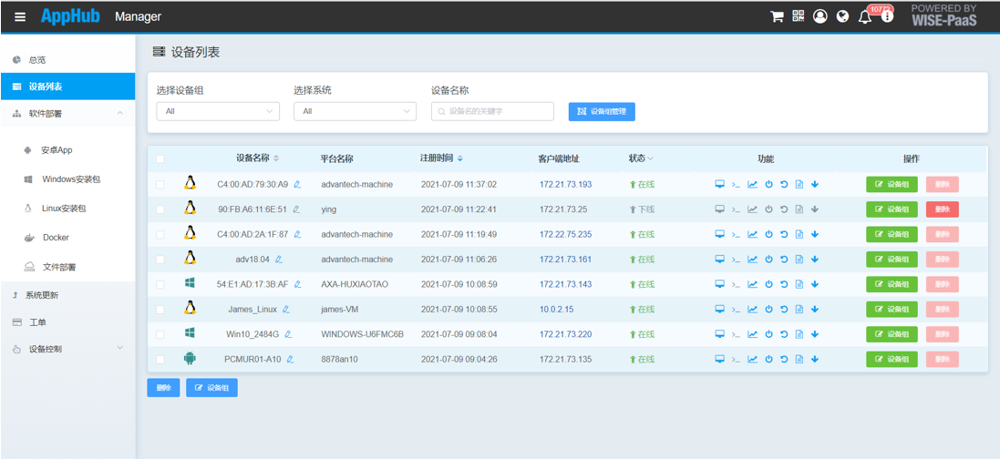 AppHub Manager 10772 POWERED BY
WISE-PaaS
总览
设备列表
软件部署
安卓App
Windows安装包
Linux安装包
Docker
文件部署
系统更新
工单
设备控制
设备列表
选择设备组 选择系统 设备名称
All All 设备名的关键字 设备组管理
设备名称 平台名称 注册时间 客户端地址 状态 功能 操作
C4:00:AD:79:30:A9 advantech-machine 2021-07-09 11:37:02 172.21.73.193 在线 设备组 删除
90:FB:A6:11:6E:51 ying 2021-07-09 11:22:41 172.21.73.25 下线 设备组 删除
C4:00:AD:2A:1F:87 advantech-machine 2021-07-09 11:19:49 172.22.75.235 在线 设备组 删除
adv18.04 advantech-machine 2021-07-09 11:06:26 172.21.73.161 在线 设备组 删除
54:E1:AD:17:3B:AF AXA-HUXIAOTAO 2021-07-09 10:08:59 172.21.73.143 在线 设备组 删除
James_Linux james-VM 2021-07-09 10:08:55 10.0.2.15 在线 设备组 删除
Win10_2484G WINDOWS-U6FMC6B 2021-07-09 09:08:04 172.21.73.220 在线 设备组 删除
PCMUR01-A10 8878an10 2021-07-09 09:04:26 172.21.73.135 在线 设备组 删除
删除 设备组